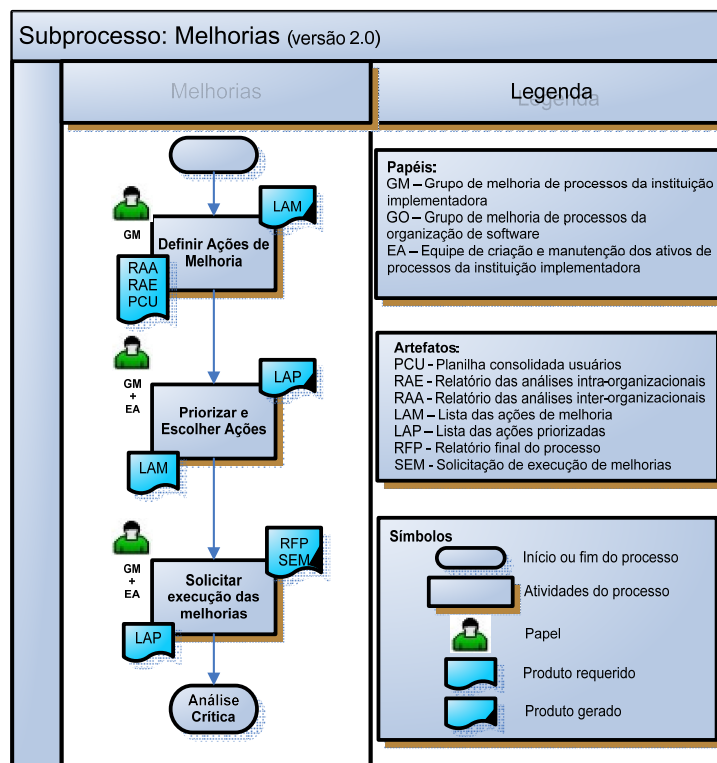 Subprocesso: Melhorias (versão 2.0)
Melhorias
Legenda
LAM
GM
Definir Ações de
Melhoria
RAA
RAE
PCU
GM
+
EA
LAP
Priorizar e
Escolher Ações
LAM
GM
+
EA
RFP
SEM
Solicitar
execução das
melhorias
LAP
Análise
Crítica
Papéis:
GM – Grupo de melhoria de processos da instituição
implementadora
GO – Grupo de melhoria de processos da
organização de software
EA – Equipe de criação e manutenção dos ativos de
processos da instituição implementadora
Artefatos:
PCU - Planilha consolidada usuários
RAE - Relatório das análises intra-organizacionais
RAA - Relatório das análises inter-organizacionais
LAM – Lista das ações de melhoria
LAP – Lista das ações priorizadas
RFP - Relatório final do processo
SEM - Solicitação de execução de melhorias
Símbolos
Início ou fim do processo
Atividades do processo
Papel
Produto requerido
Produto gerado